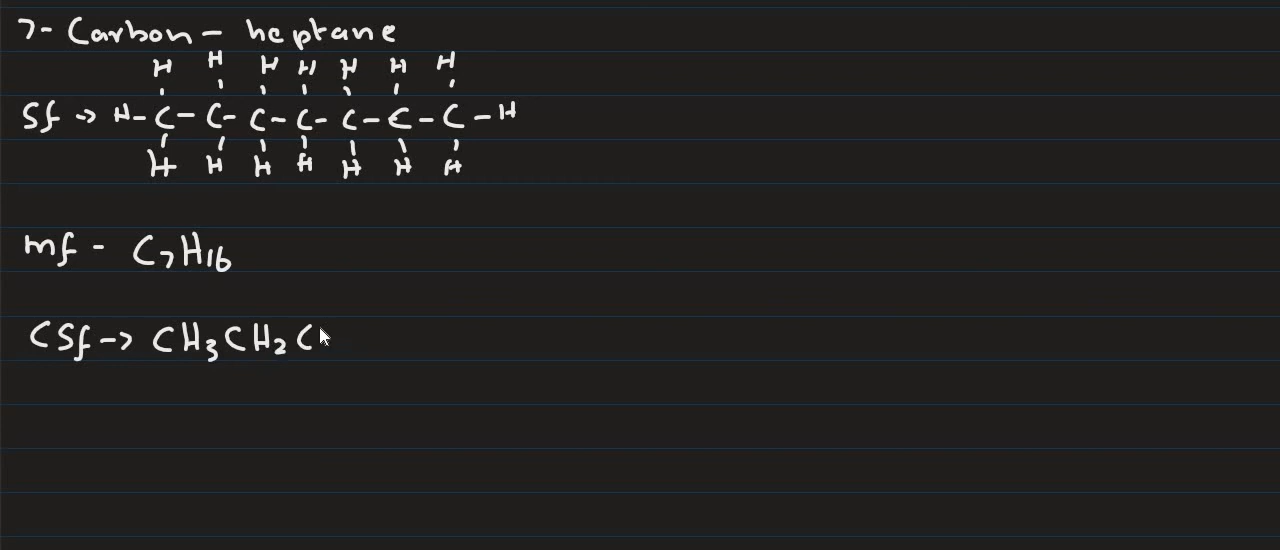 7- Carbon - heptane
H H H H H H H
Sf -> H-C-C-C-C-C-C-C-H
H H H H H H H
mf - C₇H₁₆
CSf -> CH₃CH₂C